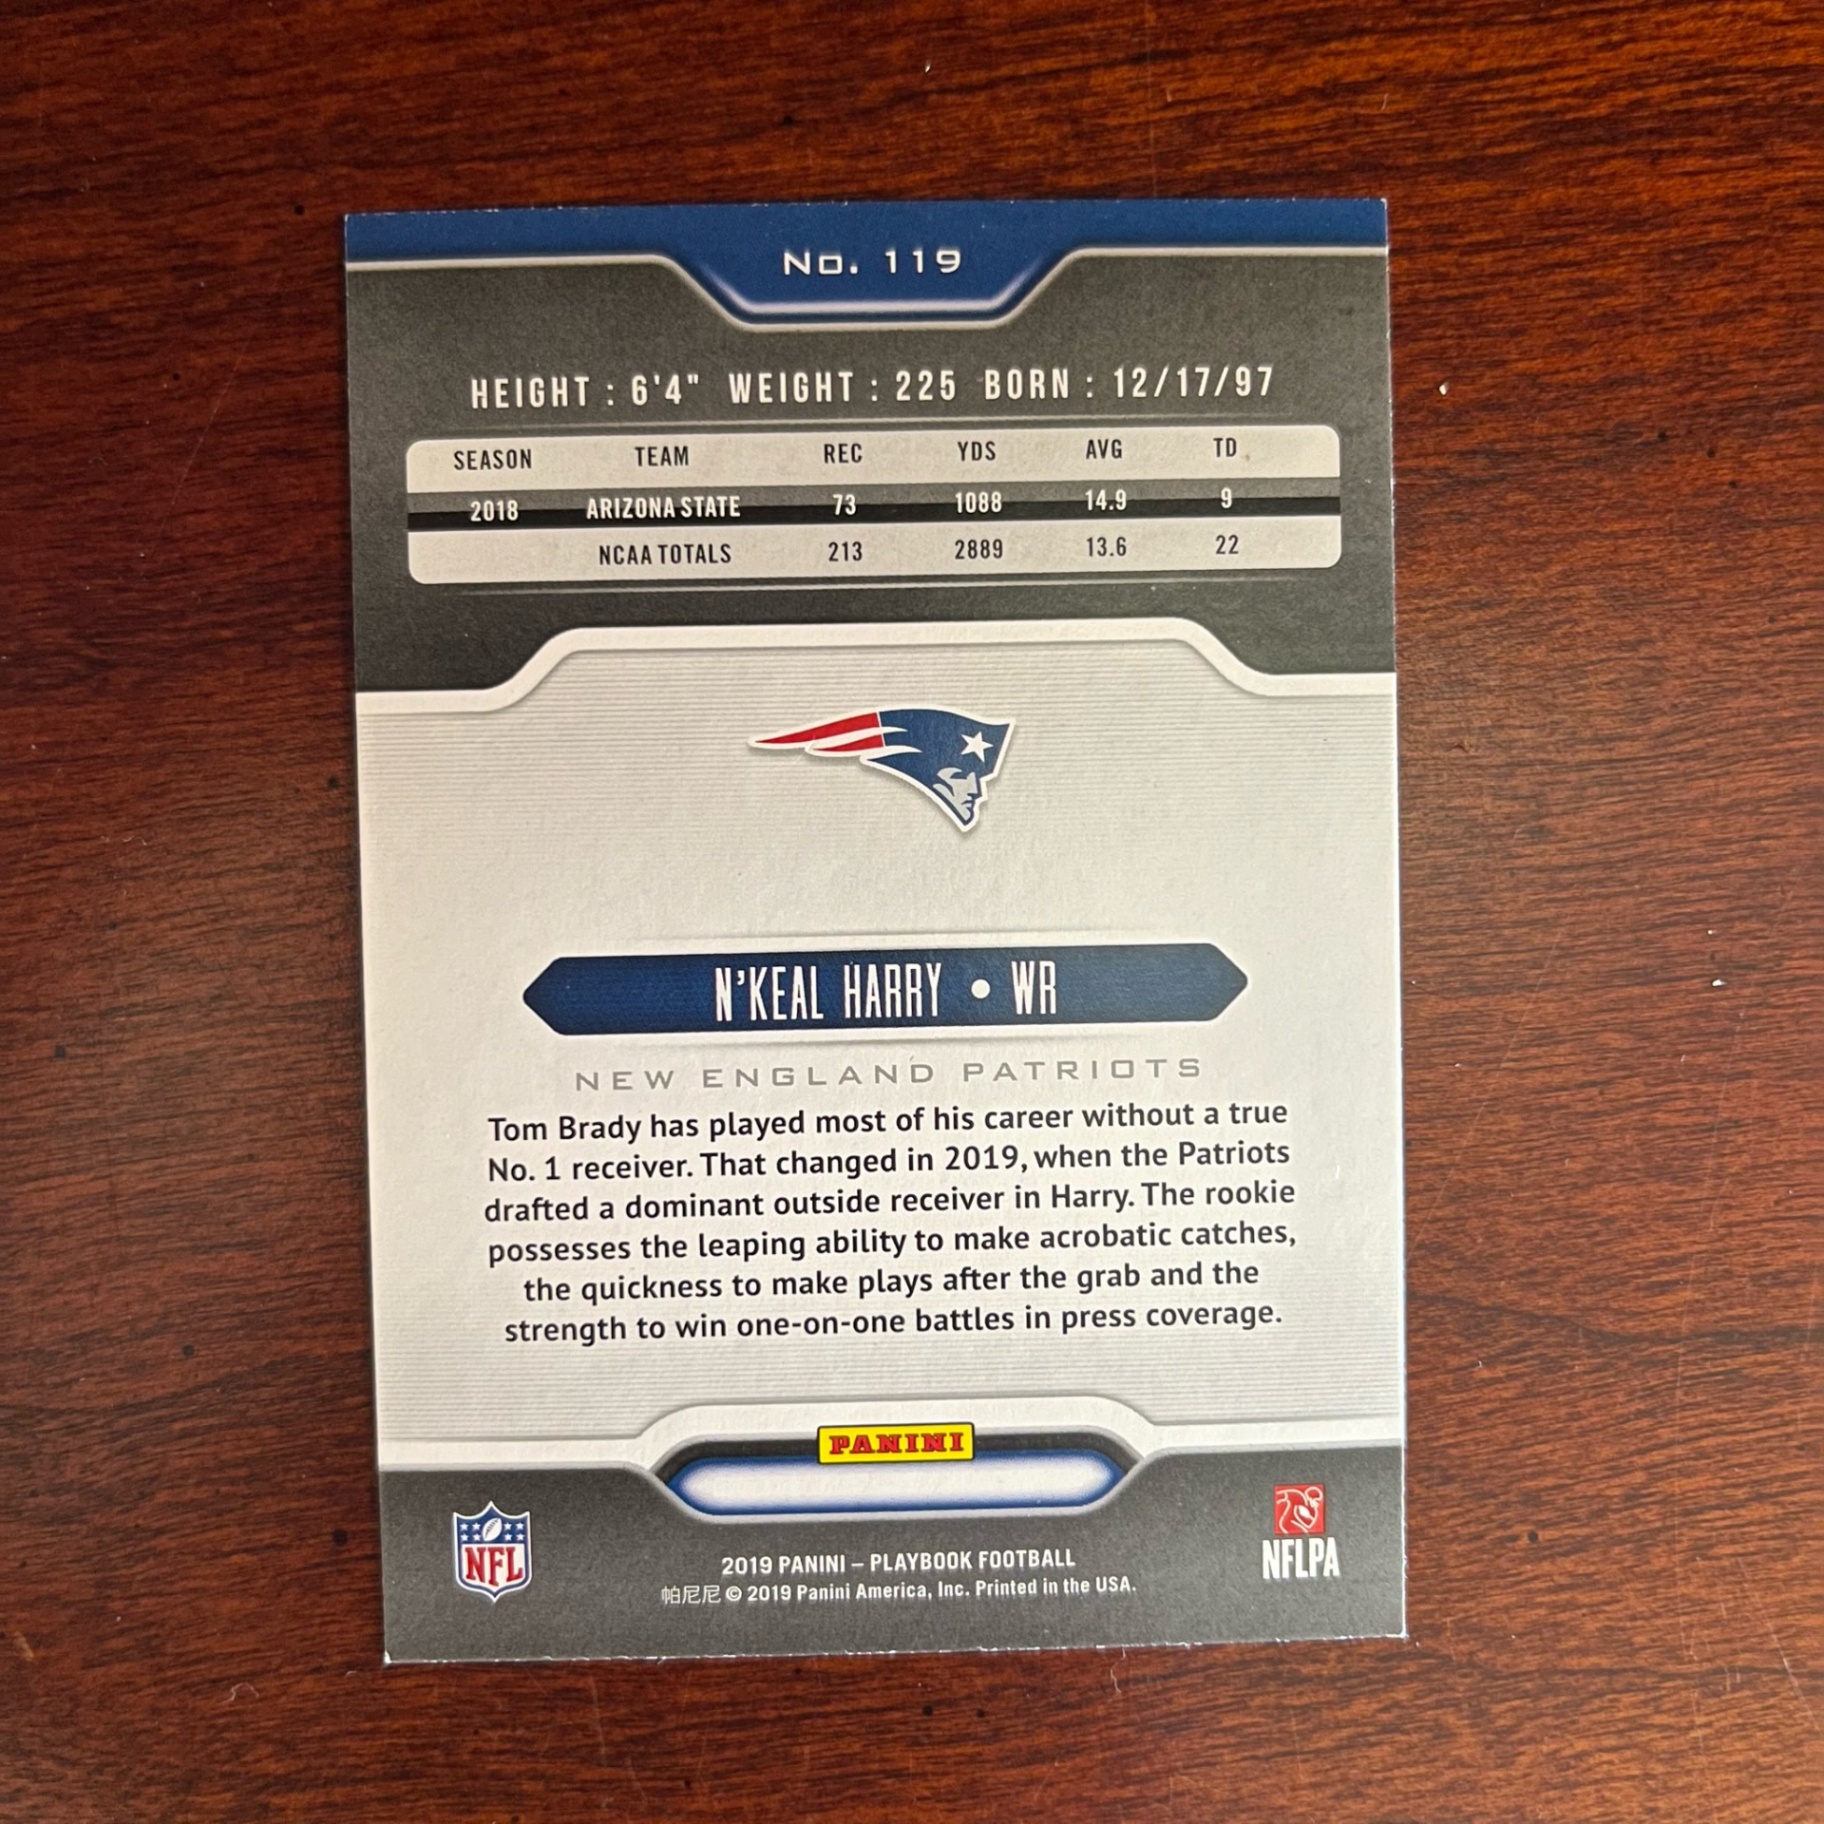 No. 119
HEIGHT : 6'4" WEIGHT : 225 BORN : 12/17/97
SEASON TEAM REC YDS AVG TD
2018 ARIZONA STATE 73 1088 14.9 9
NCAA TOTALS 213 2889 13.6 22
N'KEAL HARRY • WR
NEW ENGLAND PATRIOTS
Tom Brady has played most of his career without a true
No. 1 receiver. That changed in 2019, when the Patriots
drafted a dominant outside receiver in Harry. The rookie
possesses the leaping ability to make acrobatic catches,
the quickness to make plays after the grab and the
strength to win one-on-one battles in press coverage.
PANINI
NFL
NFLPA
2019 PANINI – PLAYBOOK FOOTBALL
帕尼尼 © 2019 Panini America, Inc. Printed in the USA.